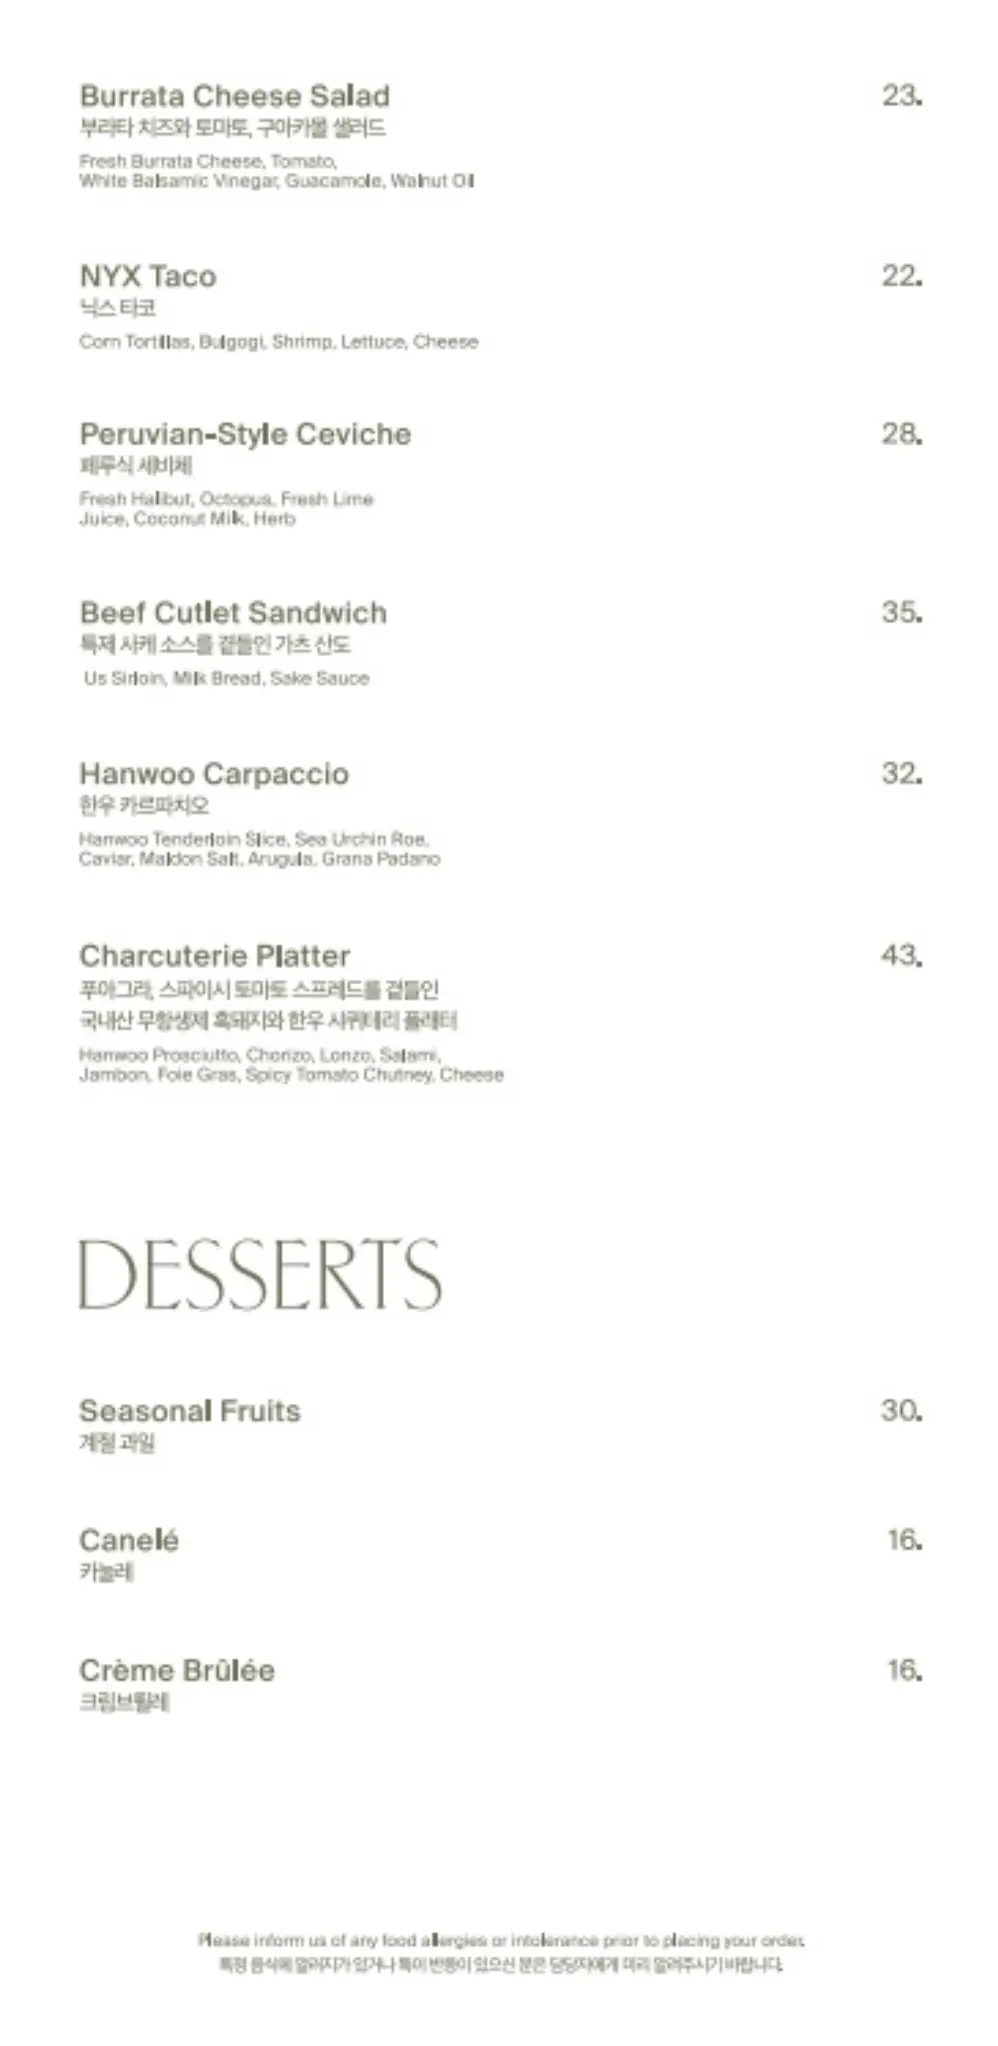 Burrata Cheese Salad 23.
부라타 치즈와 토마토, 구아카몰 샐러드
Fresh Burrata Cheese, Tomato,
White Balsamic Vinegar, Guacamole, Walnut Oil
NYX Taco 22.
닉스 타코
Corn Tortillas, Bulgogi, Shrimp, Lettuce, Cheese
Peruvian-Style Ceviche 28.
페루식 세비체
Fresh Halibut, Octopus, Fresh Lime
Juice, Coconut Milk, Herb
Beef Cutlet Sandwich 35.
특제 사케 소스를 곁들인 가츠 산도
Us Sirloin, Milk Bread, Sake Sauce
Hanwoo Carpaccio 32.
한우 카르파치오
Hanwoo Tenderloin Slice, Sea Urchin Roe,
Caviar, Maldon Salt, Arugula, Grana Padano
Charcuterie Platter 43.
푸아그라, 스파이시 토마토 스프레드를 곁들인
국내산 무항생제 흑돼지와 한우 샤퀴테리 플래터
Hanwoo Prosciutto, Chorizo, Lonzo, Salami,
Jambon, Foie Gras, Spicy Tomato Chutney, Cheese
DESSERTS
Seasonal Fruits 30.
계절 과일
Canelé 16.
카눌레
Crème Brûlée 16.
크림브륄레
Please inform us of any food allergies or intolerance prior to placing your order.
특정 음식에 알러지가 있거나 특이 반응이 있으신 분은 담당자에게 미리 알려주시기 바랍니다.